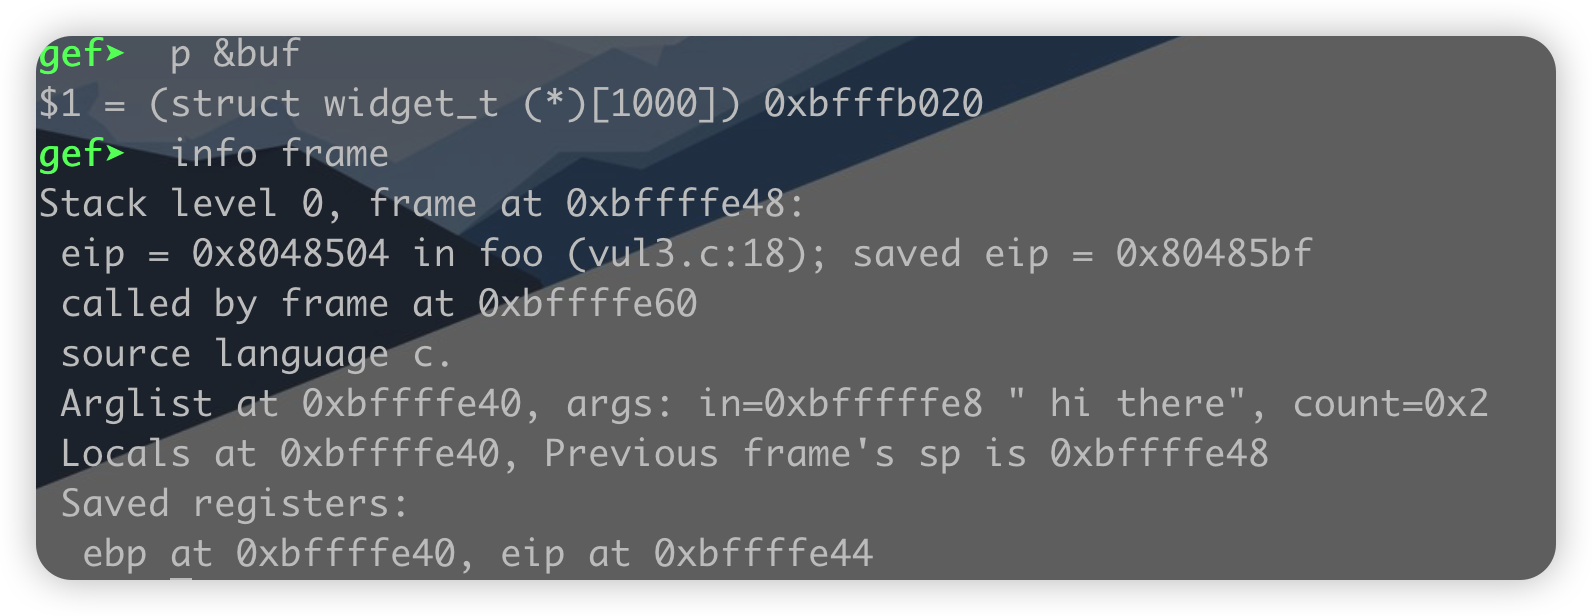 gef➤  p &buf
$1 = (struct widget_t (*)[1000]) 0xbfffb020
gef➤  info frame
Stack level 0, frame at 0xbffffe48:
 eip = 0x8048504 in foo (vul3.c:18); saved eip = 0x80485bf
 called by frame at 0xbffffe60
 source language c.
 Arglist at 0xbffffe40, args: in=0xbfffffe8 " hi there", count=0x2
 Locals at 0xbffffe40, Previous frame's sp is 0xbffffe48
 Saved registers:
  ebp at 0xbffffe40, eip at 0xbffffe44